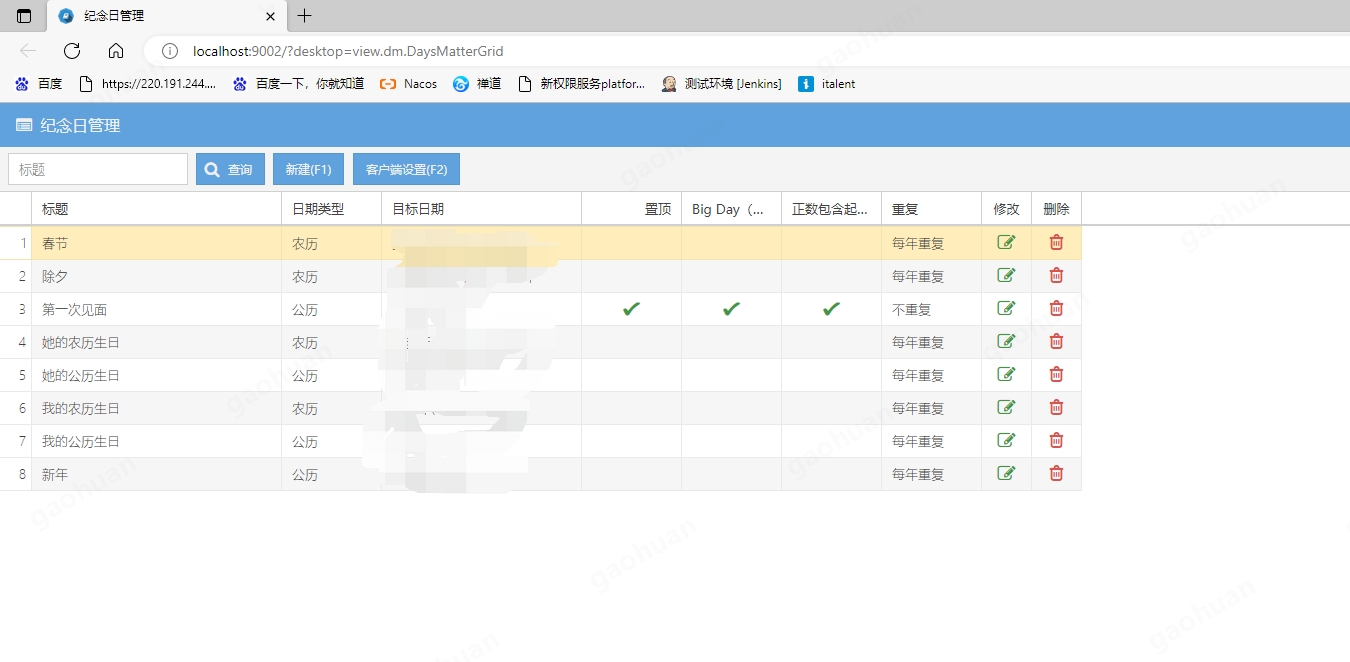 纪念日管理
localhost:9002/?desktop=view.dm.DaysMatterGrid
百度 https://220.191.244.... 百度一下，你就知道 Nacos 禅道 新权限服务platfor... 测试环境 [Jenkins] italent
纪念日管理
标题 查询 新建(F1) 客户端设置(F2)
标题 日期类型 目标日期 置顶 Big Day（... 正数包含起... 重复 修改 删除
1 春节 农历 每年重复
2 除夕 农历 每年重复
3 第一次见面 公历 不重复
4 她的农历生日 农历 每年重复
5 她的公历生日 公历 每年重复
6 我的农历生日 农历 每年重复
7 我的公历生日 公历 每年重复
8 新年 公历 每年重复
gaohuan
gaohuan
gaohuan
gaohuan
gaohuan
gaohuan
gaohuan
gaohuan
gaohuan